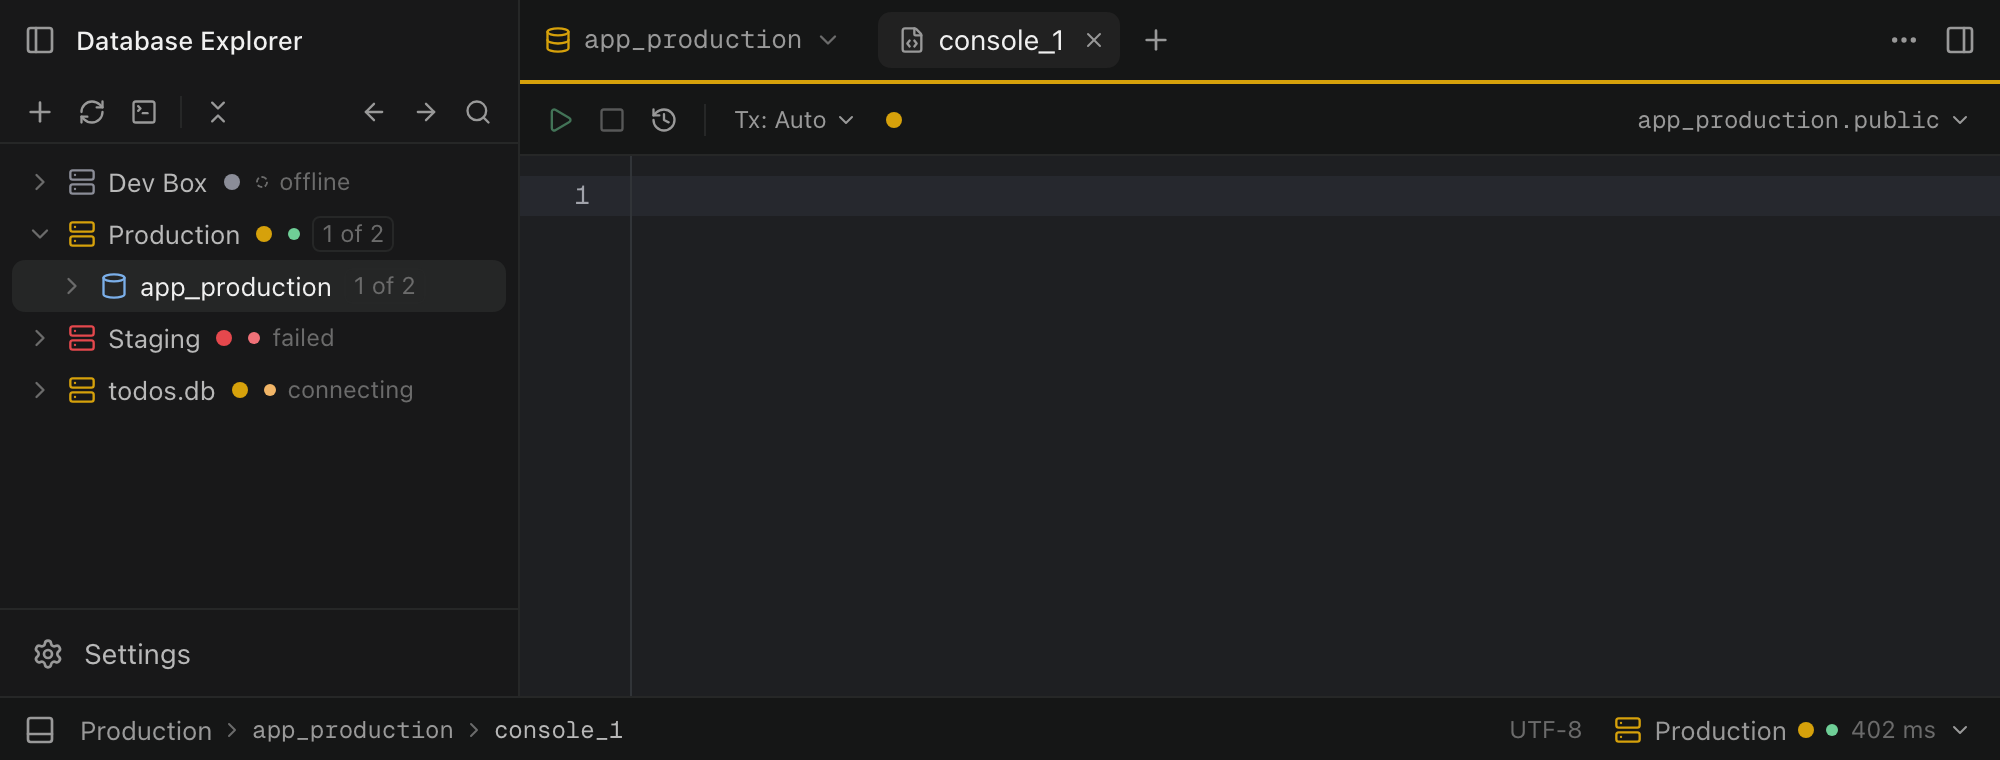 Database Explorer
app_production
console_1
Tx: Auto
app_production.public
Dev Box offline
Production 1 of 2
app_production 1 of 2
Staging failed
todos.db connecting
1
Settings
Production > app_production > console_1
UTF-8
Production 402 ms